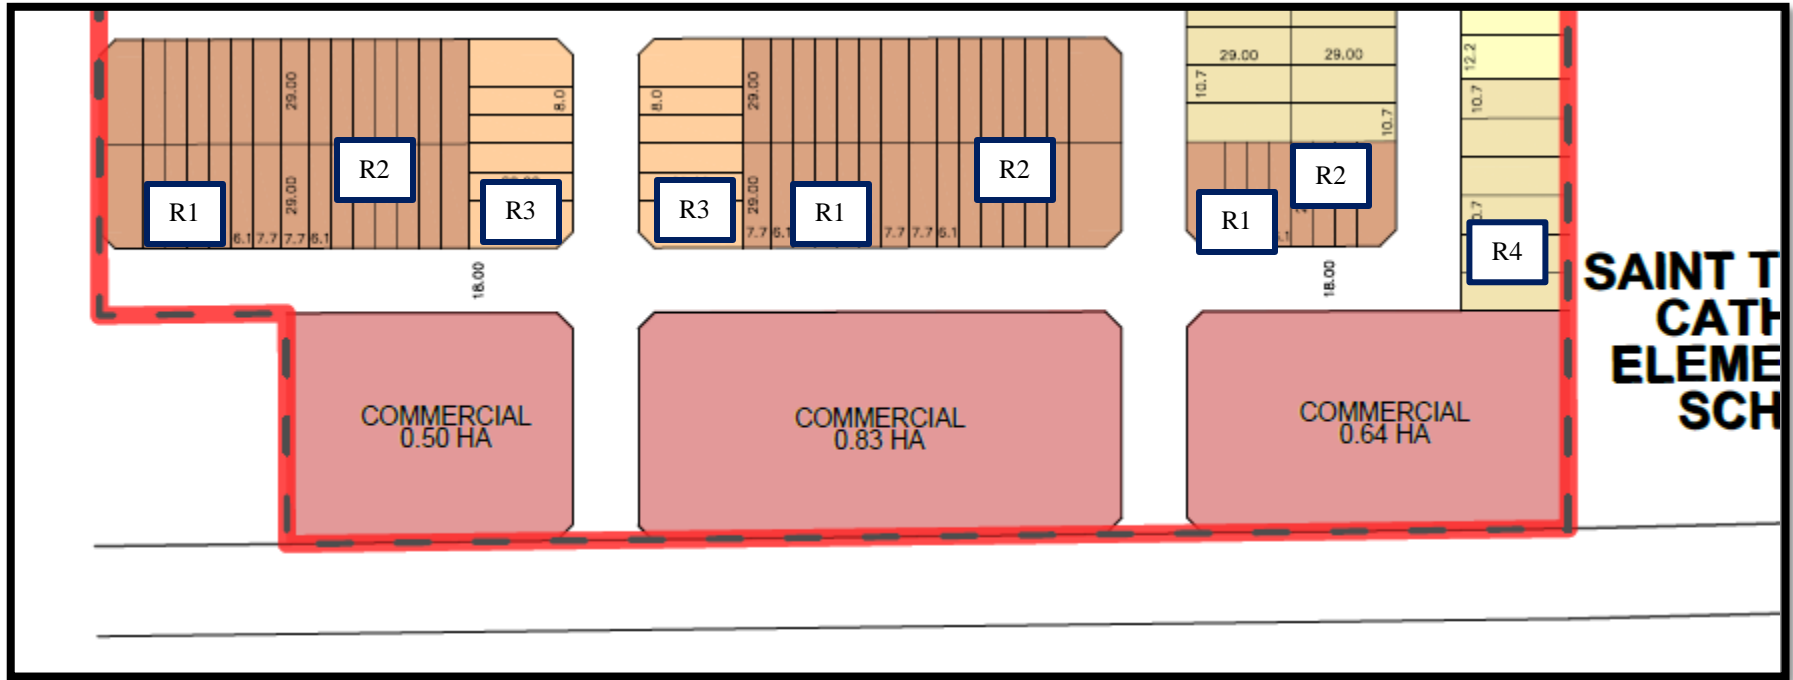 29.00
29.00
12.2
29.00
29.00
10.7
8.0
8.0
10.7
10.7
R2
R2
R2
R1
29.00
R3
R3
29.00
R1
R1
6.1
7.7
7.7
6.1
7.7
7.7
7.7
6.1
R4
18.00
18.00
SAINT T
CATH
ELEME
SCH
COMMERCIAL
0.50 HA
COMMERCIAL
0.83 HA
COMMERCIAL
0.64 HA